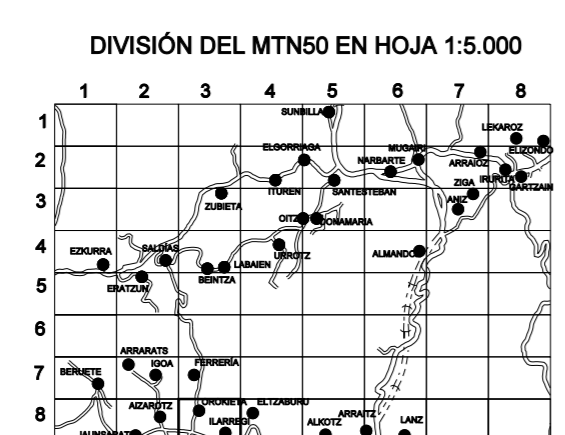 DIVISIÓN DEL MTN50 EN HOJA 1:5.000
1 2 3 4 5 6 7 8
1
SUNBILLA
LEKAROZ
2
ELGORRIAGA
MUGAIRI
ELIZONDO
NARBARTE
ARRAIOZ
IRURITA
3
ITUREN
SANTESTEBAN
ZIGA
GARTZAIN
ZUBIETA
ANIZ
OITZ
DONAMARIA
4
EZKURRA
SALDÍAS
URROTZ
ALMANDOZ
LABAIEN
5
ERATZUN
BEINTZA
6
7
ARRARATS
BERUETE
IGOA
FERRERÍA
8
AIZAROTZ
OROKIETA
ELTZABURU
ILARREGI
ALKOTZ
ARRAITZ
LANZ